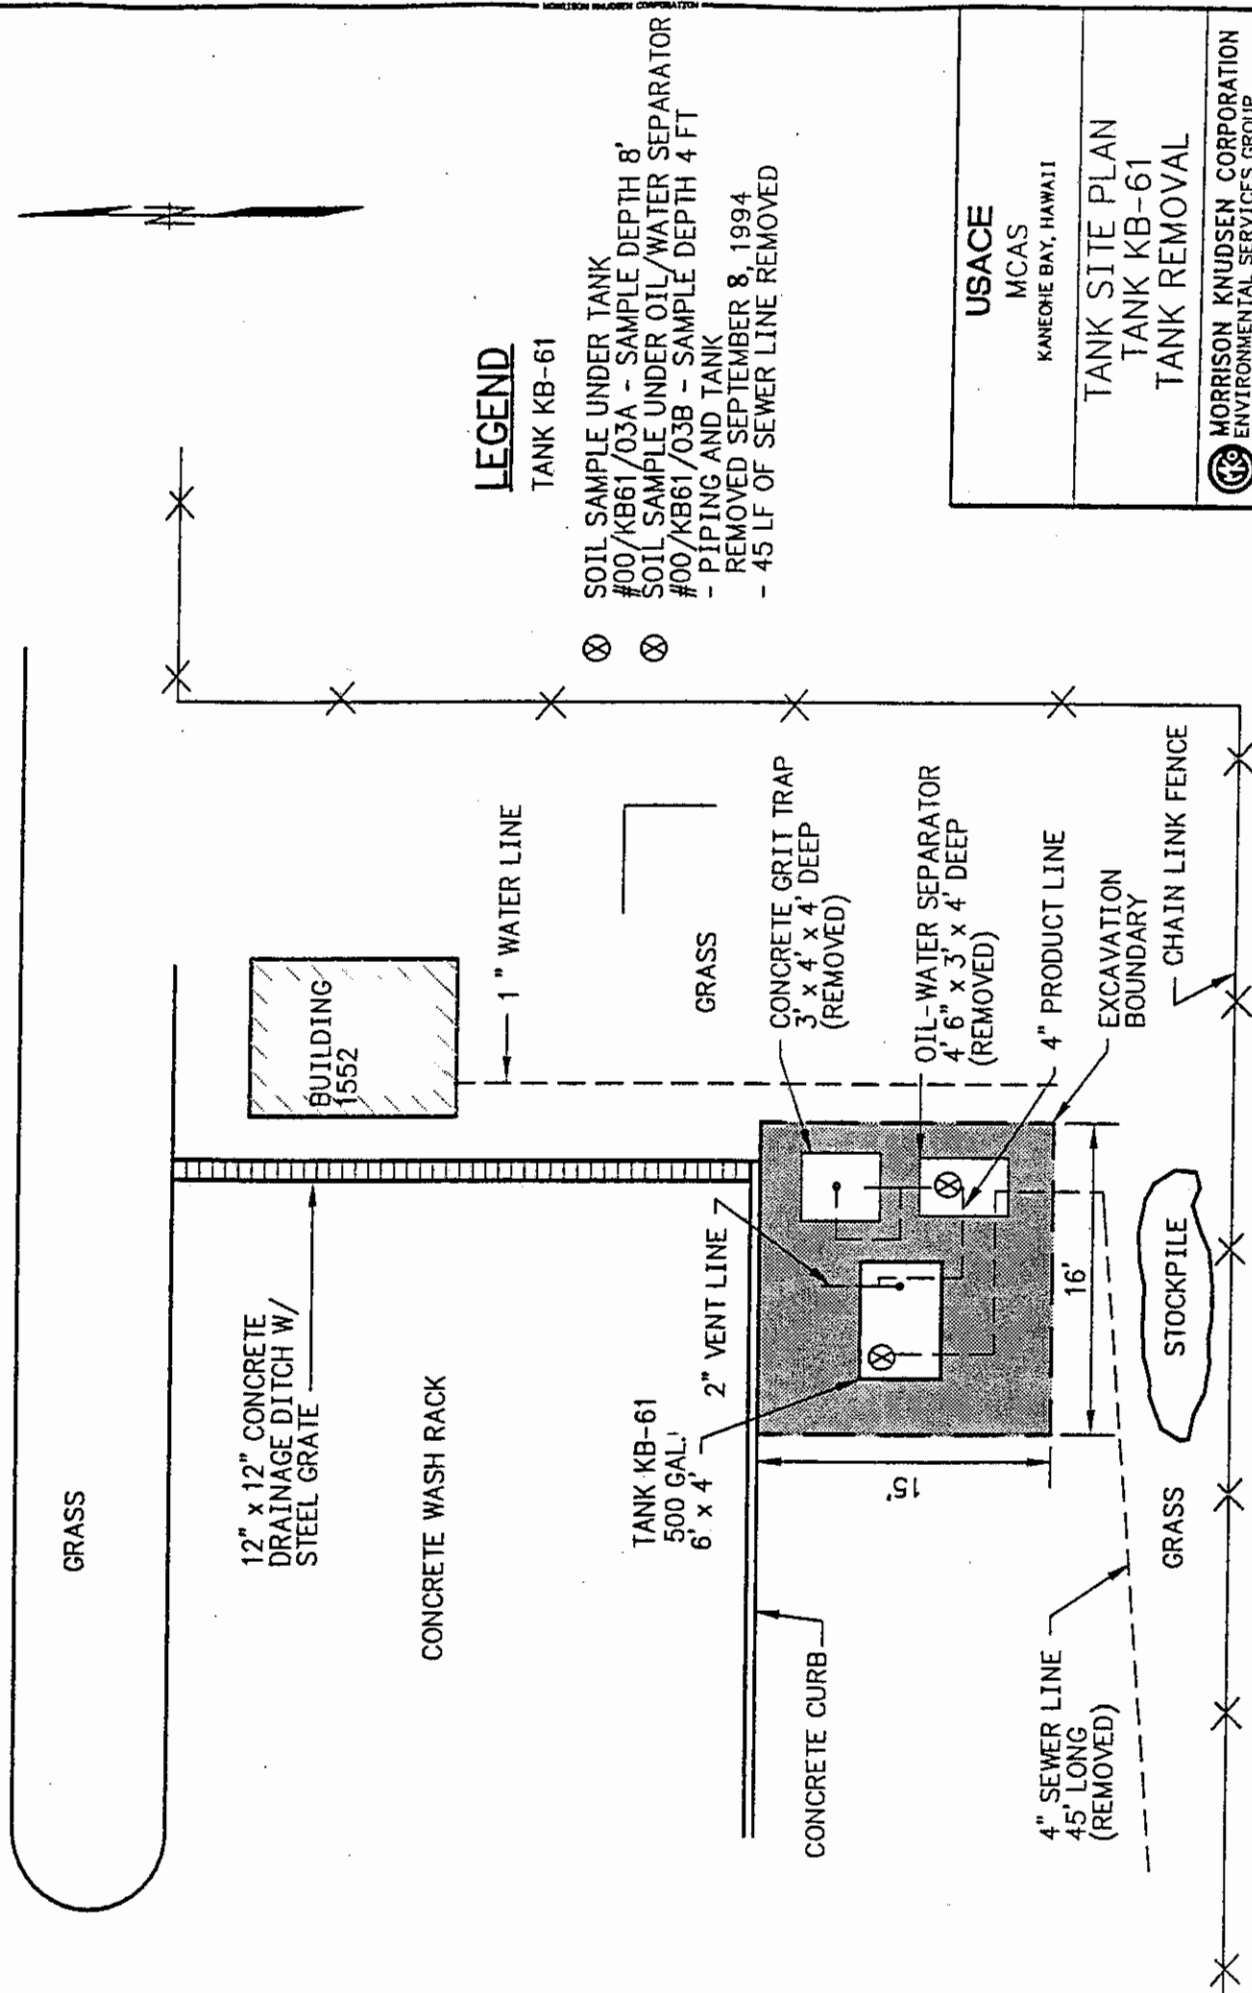 MORRISON KNUDSEN CORPORATION
GRASS
12" x 12" CONCRETE
DRAINAGE DITCH W/
STEEL GRATE
BUILDING
1552
CONCRETE WASH RACK
1" WATER LINE
GRASS
TANK KB-61
500 GAL.
6' x 4'
2" VENT LINE
CONCRETE GRIT TRAP
3' x 4' x 4' DEEP
(REMOVED)
CONCRETE CURB
15'
OIL-WATER SEPARATOR
4' 6" x 3' x 4' DEEP
(REMOVED)
4" PRODUCT LINE
4" SEWER LINE
45' LONG
(REMOVED)
16'
EXCAVATION
BOUNDARY
GRASS
STOCKPILE
CHAIN LINK FENCE
N
LEGEND
TANK KB-61
SOIL SAMPLE UNDER TANK
#00/KB61/03A - SAMPLE DEPTH 8'
SOIL SAMPLE UNDER OIL/WATER SEPARATOR
#00/KB61/03B - SAMPLE DEPTH 4 FT
- PIPING AND TANK
REMOVED SEPTEMBER 8, 1994
- 45 LF OF SEWER LINE REMOVED
USACE
MCAS
KANEOHE BAY, HAWAII
TANK SITE PLAN
TANK KB-61
TANK REMOVAL
MK
MORRISON KNUDSEN CORPORATION
ENVIRONMENTAL SERVICES GROUP